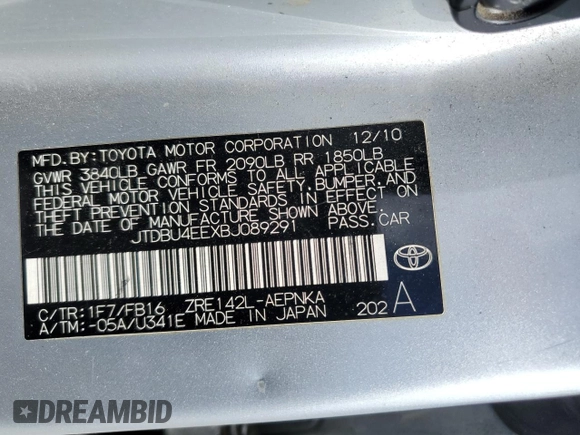 MFD. BY: TOYOTA MOTOR CORPORATION 12/10
GVWR 3840LB GAWR FR 2090LB RR 1850LB
THIS VEHICLE CONFORMS TO ALL APPLICABLE
FEDERAL MOTOR VEHICLE SAFETY, BUMPER, AND
THEFT PREVENTION STANDARDS IN EFFECT ON
THE DATE OF MANUFACTURE SHOWN ABOVE.
JTDBU4EEXBJ089291 PASS. CAR
C/TR: 1F7/FB16 ZRE142L-AEPNKA
A/TM: -05A/U341E MADE IN JAPAN 202 A
DREAMBID